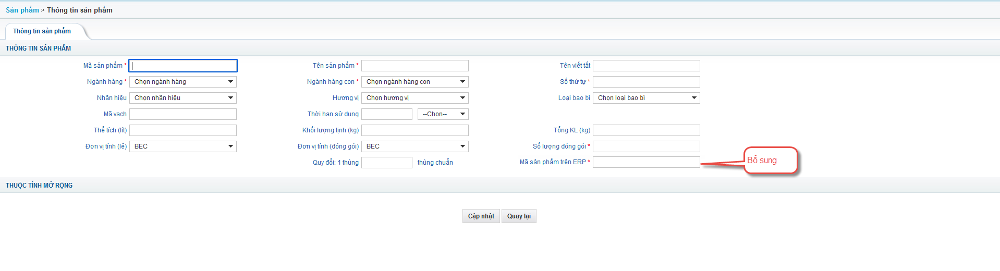 Sản phẩm » Thông tin sản phẩm
Thông tin sản phẩm
THÔNG TIN SẢN PHẨM
Mã sản phẩm * Tên sản phẩm * Tên viết tắt
Ngành hàng * Chọn ngành hàng Ngành hàng con * Chọn ngành hàng con Số thứ tự *
Nhãn hiệu Chọn nhãn hiệu Hương vị Chọn hương vị Loại bao bì Chọn loại bao bì
Mã vạch Thời hạn sử dụng --Chọn--
Thể tích (lít) Khối lượng tịnh (kg) Tổng KL (kg)
Đơn vị tính (lẻ) BEC Đơn vị tính (đóng gói) BEC Số lượng đóng gói *
Quy đổi: 1 thùng thùng chuẩn Mã sản phẩm trên ERP * Bổ sung
THUỘC TÍNH MỞ RỘNG
Cập nhật Quay lại